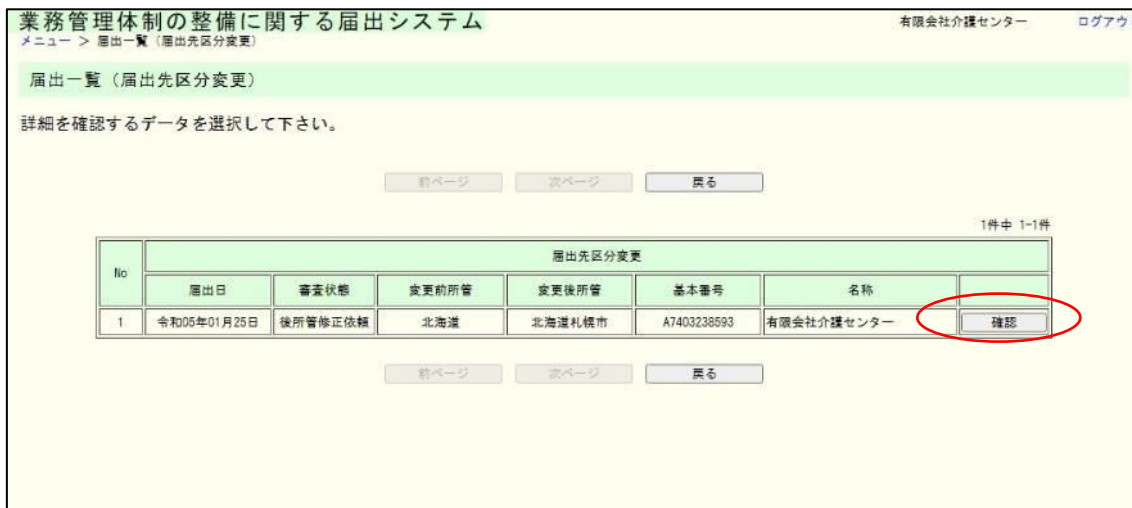 業務管理体制の整備に関する届出システム
有限会社介護センター ログアウ
メニュー > 届出一覧（届出先区分変更）
届出一覧（届出先区分変更）
詳細を確認するデータを選択して下さい。
前ページ 次ページ 戻る
1件中 1-1件
No 届出先区分変更
届出日 審査状態 変更前所管 変更後所管 基本番号 名称
1 令和05年01月25日 後所管修正依頼 北海道 北海道札幌市 A7403238593 有限会社介護センター 確認
前ページ 次ページ 戻る